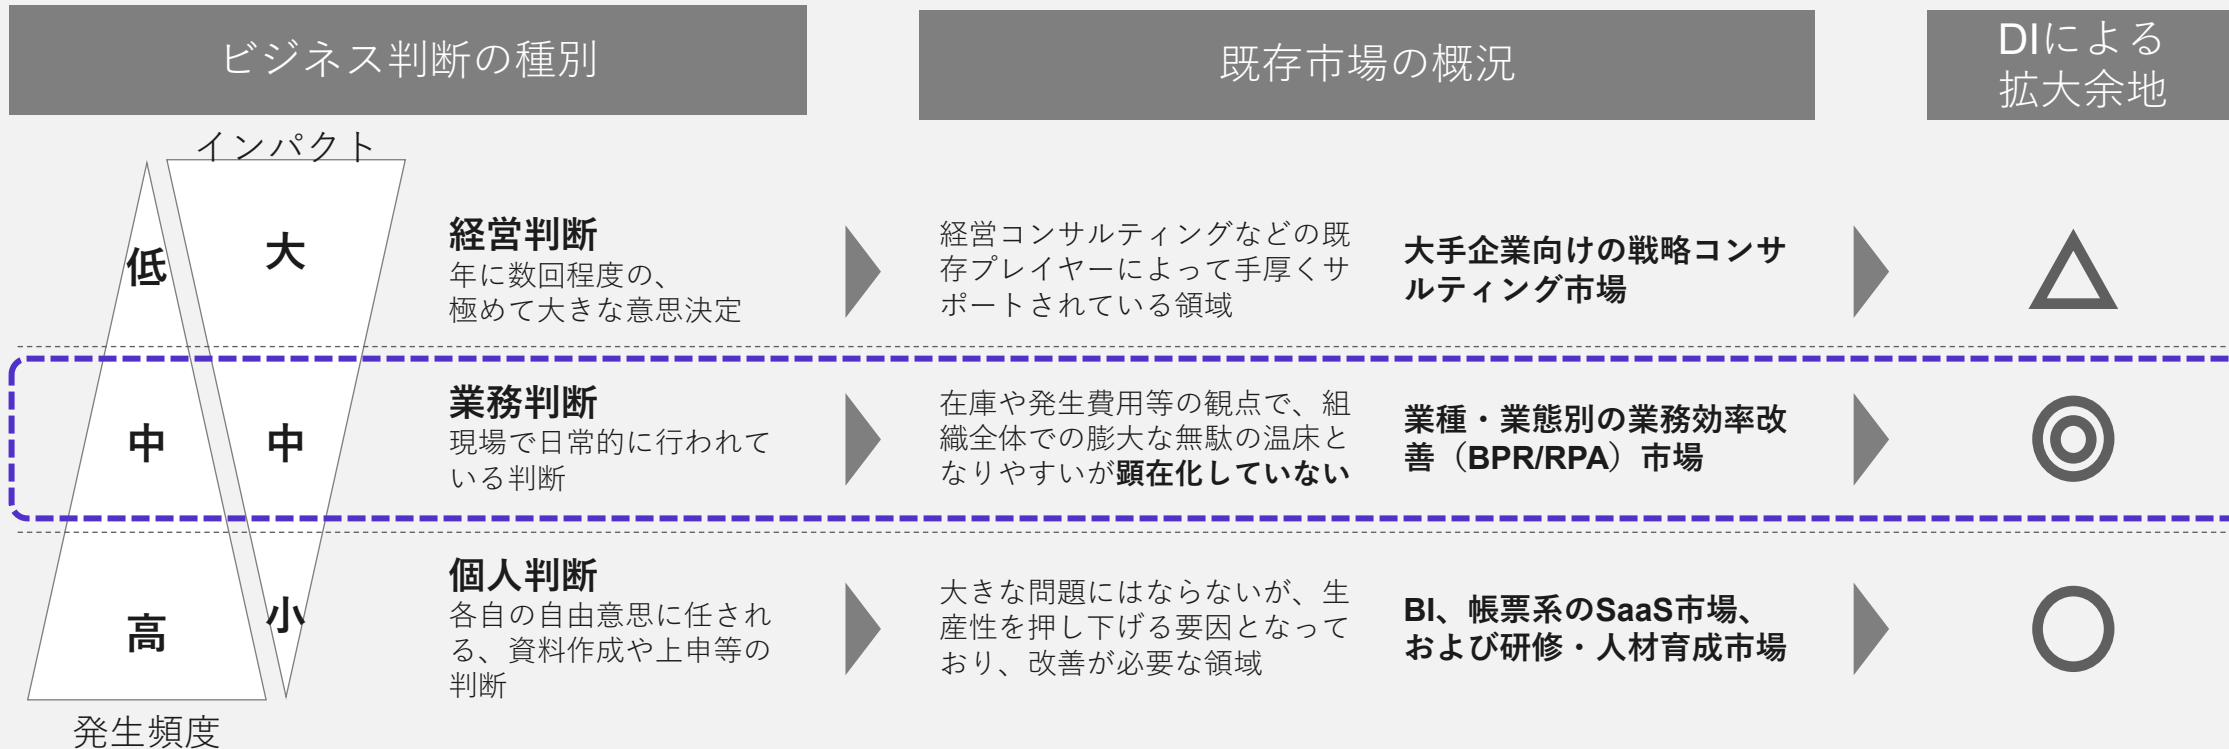 ビジネス判断の種別
既存市場の概況
DIによる
拡大余地
インパクト
低
大
経営判断
年に数回程度の、
極めて大きな意思決定
経営コンサルティングなどの既
存プレイヤーによって手厚くサ
ポートされている領域
大手企業向けの戦略コンサ
ルティング市場
中
中
業務判断
現場で日常的に行われて
いる判断
在庫や発生費用等の観点で、組
織全体での膨大な無駄の温床と
なりやすいが顕在化していない
業種・業態別の業務効率改
善（BPR/RPA）市場
高
小
個人判断
各自の自由意思に任され
る、資料作成や上申等の
判断
大きな問題にはならないが、生
産性を押し下げる要因となって
おり、改善が必要な領域
BI、帳票系のSaaS市場、
および研修・人材育成市場
発生頻度